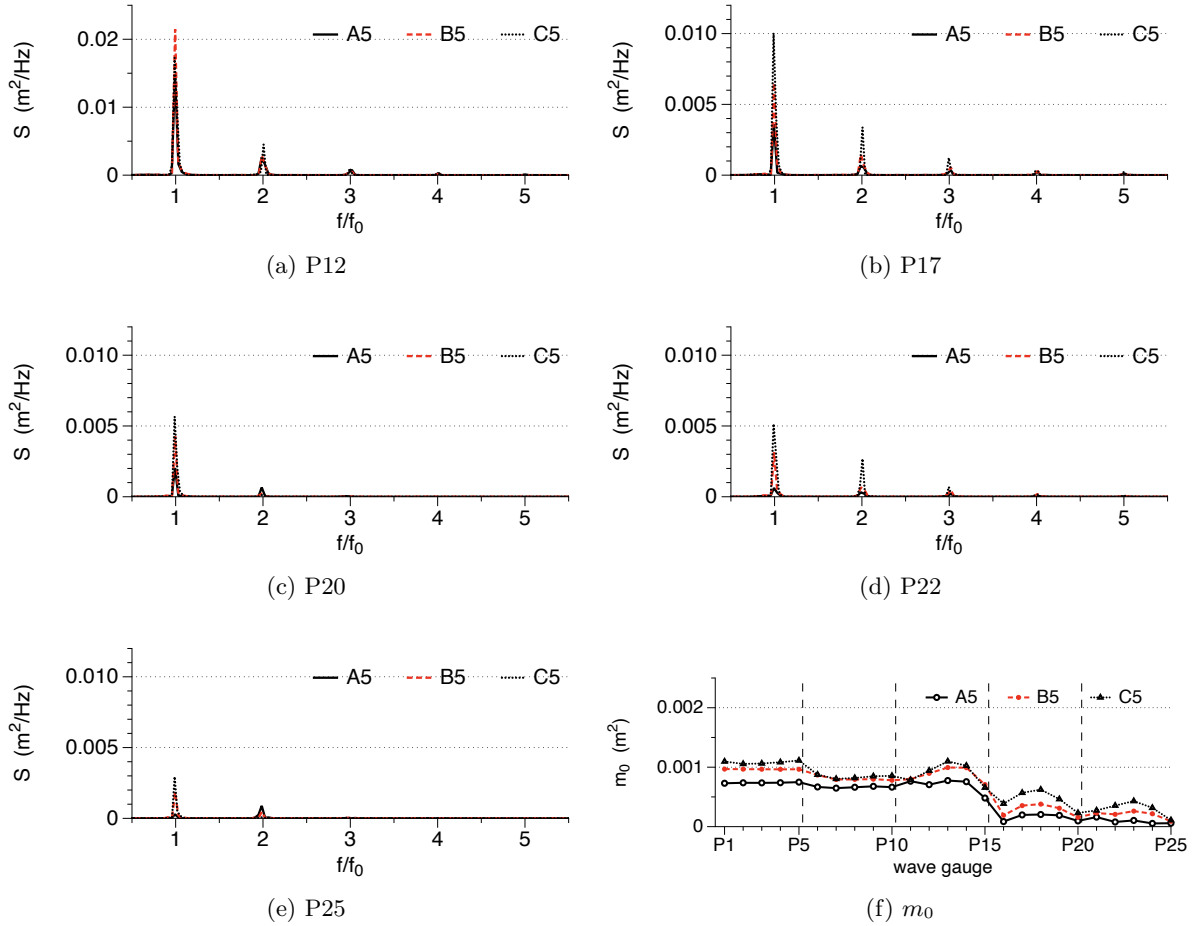 A5 B5 C5
0.02
0.01
0
S (m²/Hz)
1 2 3 4 5
f/f₀
(a) P12
A5 B5 C5
0.010
0.005
0
S (m²/Hz)
1 2 3 4 5
f/f₀
(b) P17
A5 B5 C5
0.010
0.005
0
S (m²/Hz)
1 2 3 4 5
f/f₀
(c) P20
A5 B5 C5
0.010
0.005
0
S (m²/Hz)
1 2 3 4 5
f/f₀
(d) P22
A5 B5 C5
0.010
0.005
0
S (m²/Hz)
1 2 3 4 5
f/f₀
(e) P25
A5 B5 C5
0.002
0.001
0
m₀ (m²)
P1 P5 P10 P15 P20 P25
wave gauge
(f) m₀